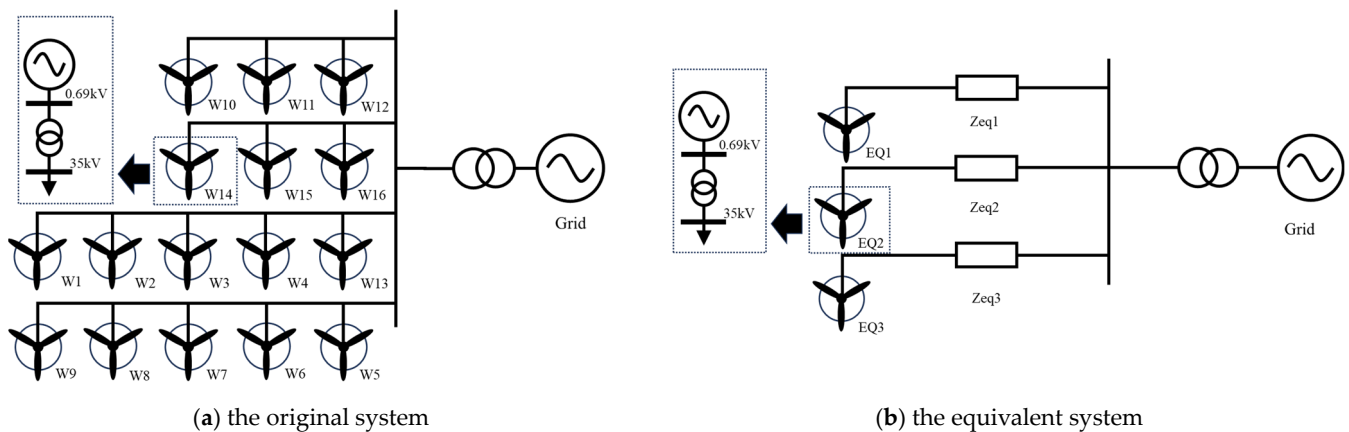 0.69kV
35kV
W10 W11 W12
W14 W15 W16
W1 W2 W3 W4 W13
W9 W8 W7 W6 W5
Grid
(a) the original system
0.69kV
35kV
EQ1
Zeq1
EQ2
Zeq2
EQ3
Zeq3
Grid
(b) the equivalent system